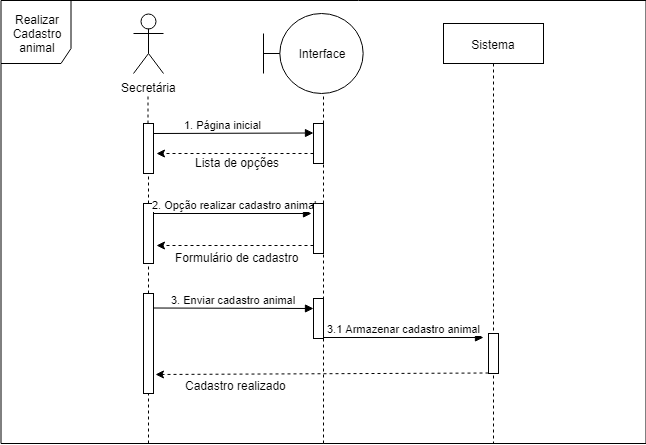 Realizar
Cadastro
animal
Secretária
Interface
Sistema
1. Página inicial
Lista de opções
2. Opção realizar cadastro animal
Formulário de cadastro
3. Enviar cadastro animal
3.1 Armazenar cadastro animal
Cadastro realizado